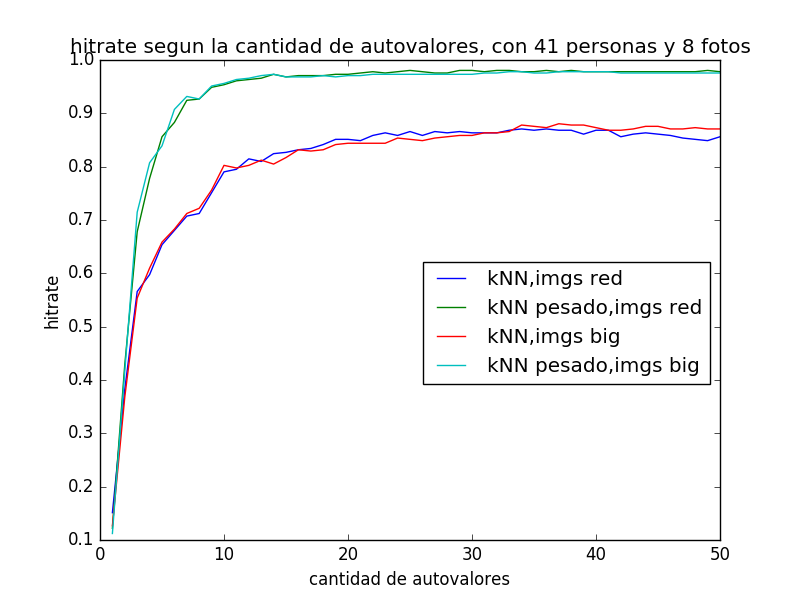 hitrate segun la cantidad de autovalores, con 41 personas y 8 fotos
1.0
0.9
0.8
0.7
0.6
0.5
0.4
0.3
0.2
0.1
hitrate
kNN,imgs red
kNN pesado,imgs red
kNN,imgs big
kNN pesado,imgs big
0 10 20 30 40 50
cantidad de autovalores